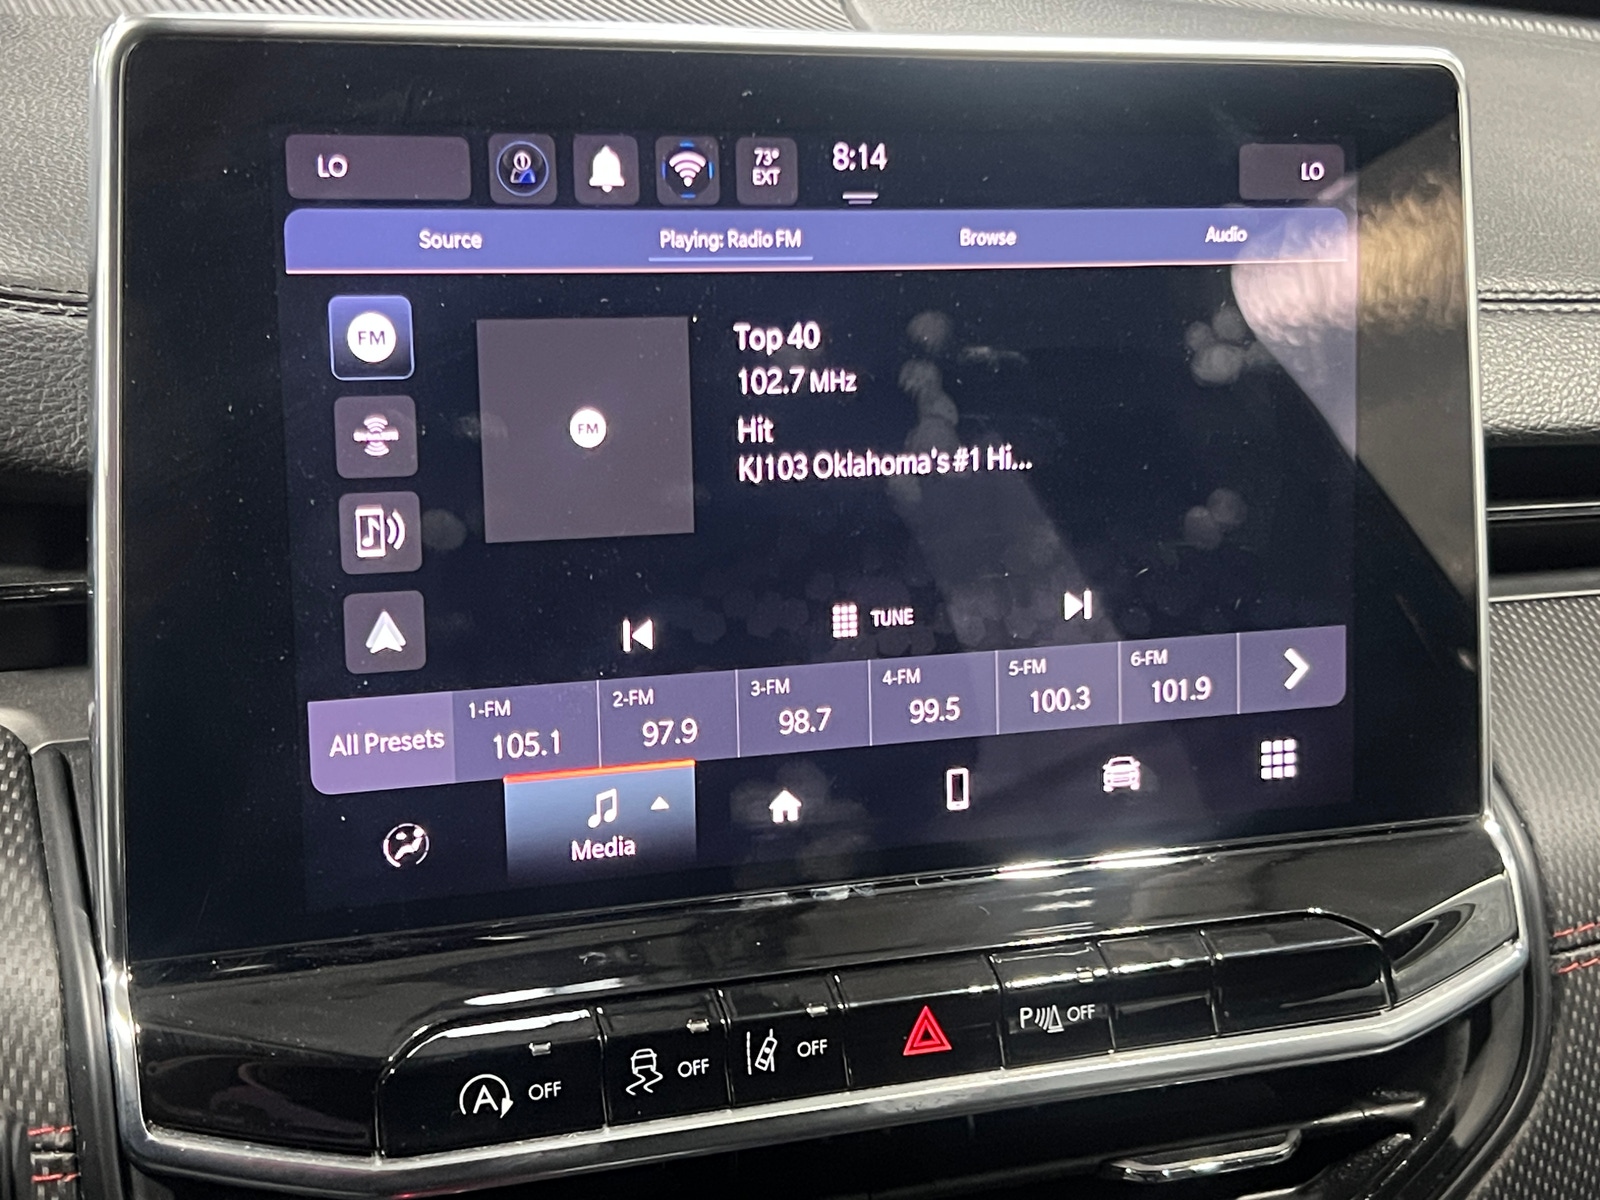 LO
73°
EXT
8:14
LO
Source
Playing: Radio FM
Browse
Audio
FM
FM
Top 40
102.7 MHz
Hit
KJ103 Oklahoma's #1 Hi...
TUNE
All Presets
1-FM
105.1
2-FM
97.9
3-FM
98.7
4-FM
99.5
5-FM
100.3
6-FM
101.9
Media
A OFF
OFF
OFF
P OFF